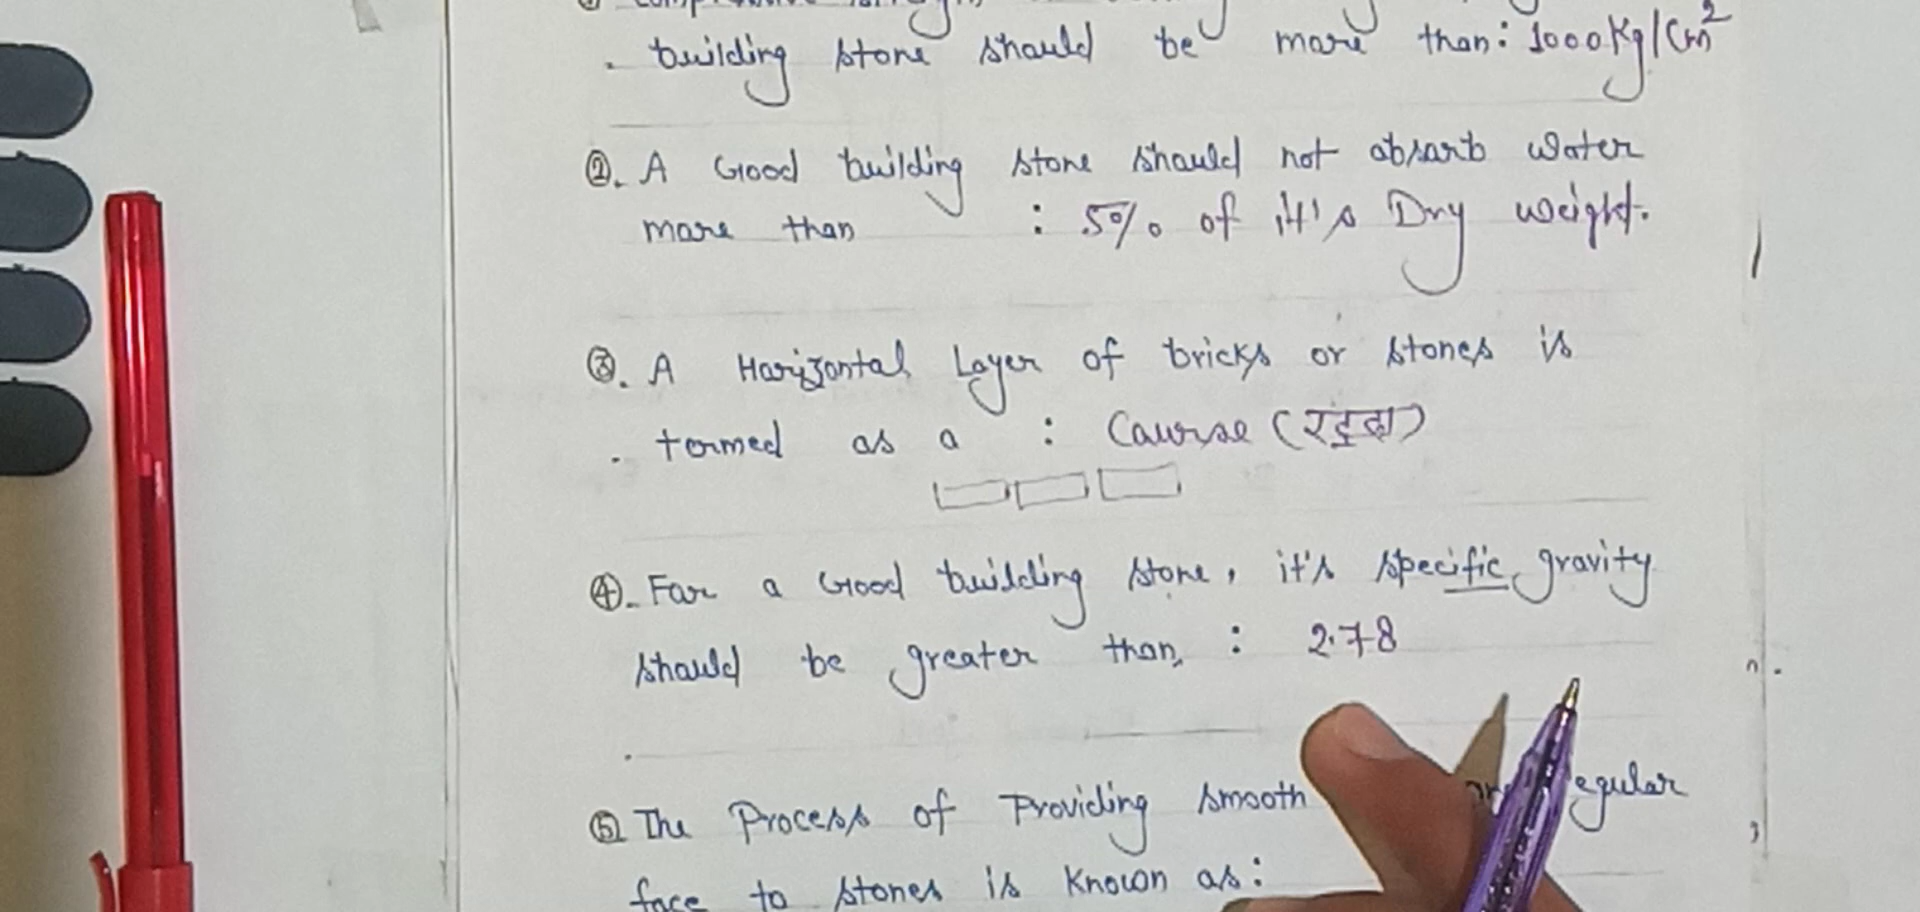 building stone should be more than: 1000Kg/Cm²
②. A Good building stone should not absarb water
more than : 5% of it's Dry weight.
③. A Horizontal Layer of bricks or stones is
termed as a : Course (रद्दा)
④. For a Good building stone, it's specific gravity
should be greater than, : 2.78
⑤ The Process of Providing smooth egular
face to stones is known as: